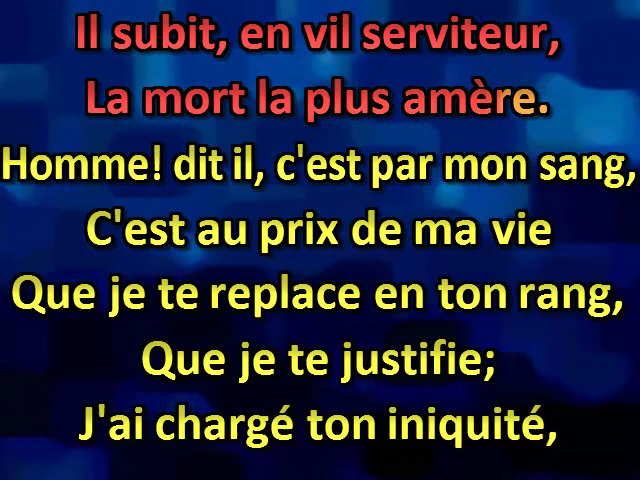 Il subit, en vil serviteur,
La mort la plus amère.
Homme! dit il, c'est par mon sang,
C'est au prix de ma vie
Que je te replace en ton rang,
Que je te justifie;
J'ai chargé ton iniquité,